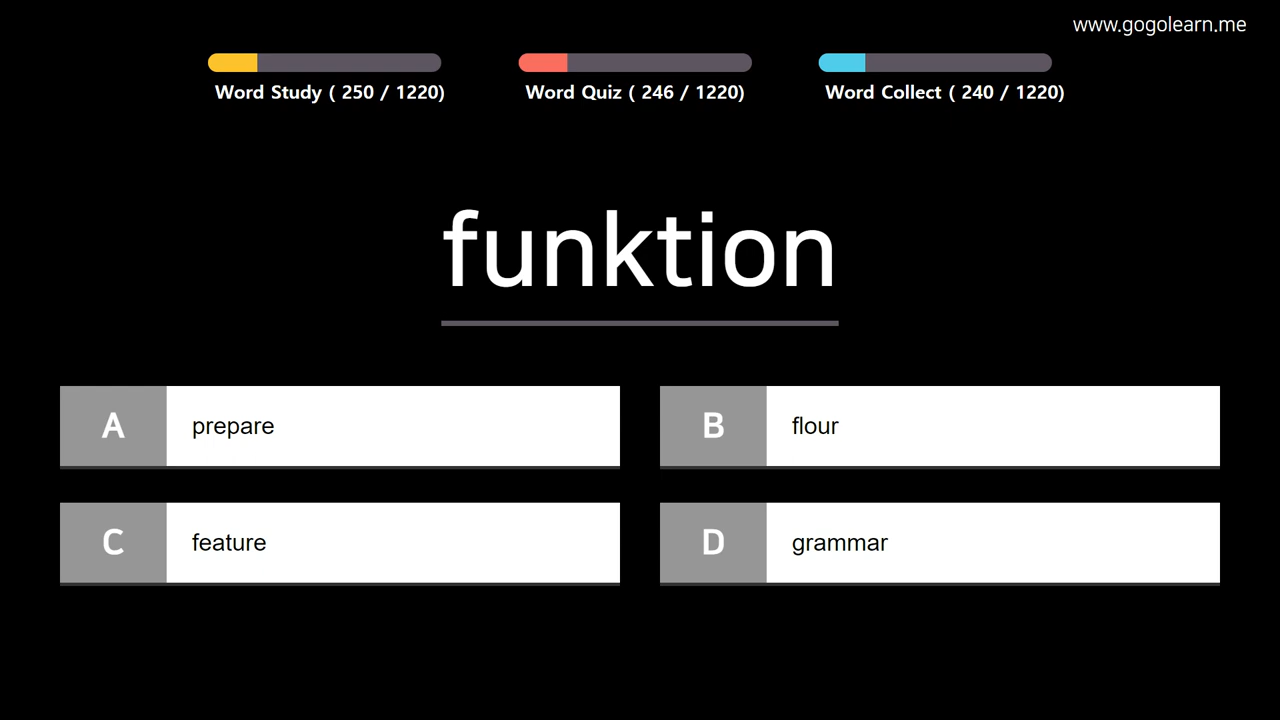 www.gogolearn.me
Word Study ( 250 / 1220)
Word Quiz ( 246 / 1220)
Word Collect ( 240 / 1220)
funktion
A prepare
B flour
C feature
D grammar